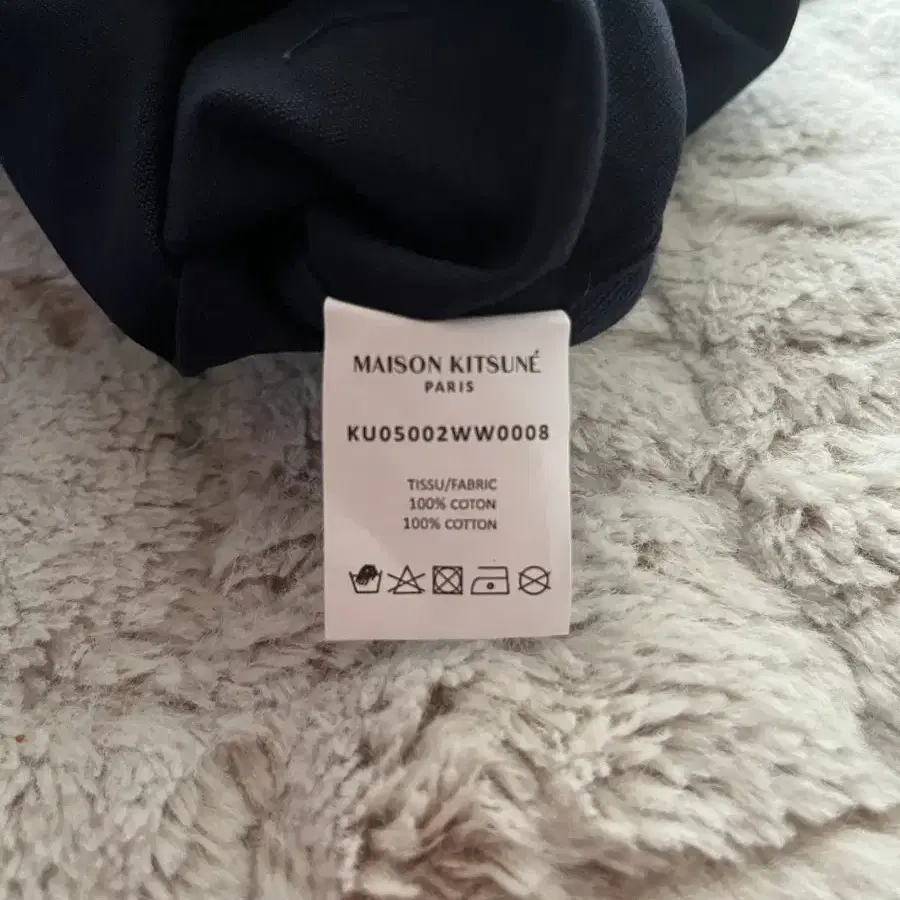 MAISON KITSUNÉ
PARIS
KU05002WW0008
TISSU/FABRIC
100% COTON
100% COTTON